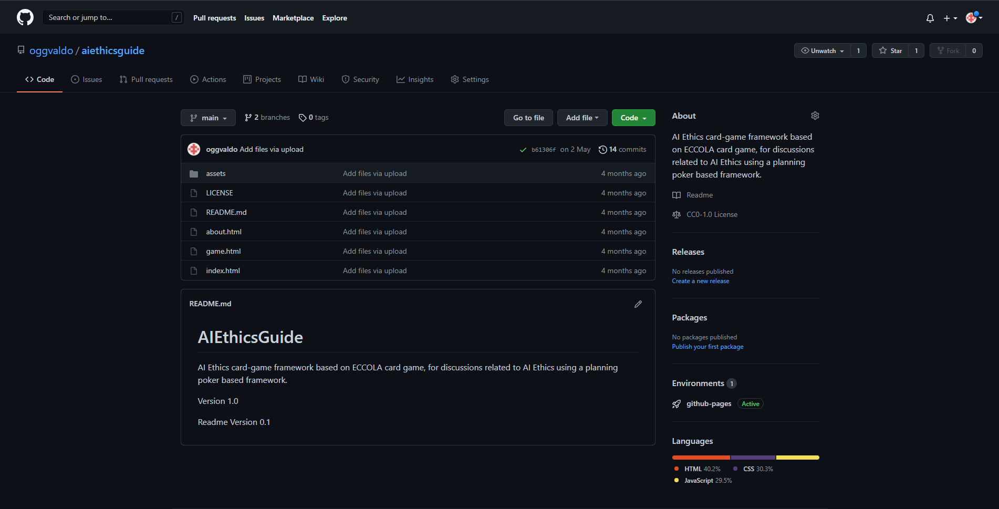 Search or jump to... /
Pull requests Issues Marketplace Explore
oggvaldo / aiethicsguide
Unwatch 1 Star 1 Fork 0
Code Issues Pull requests Actions Projects Wiki Security Insights Settings
main 2 branches 0 tags
Go to file Add file Code
oggvaldo Add files via upload b61306f on 2 May 14 commits
assets Add files via upload 4 months ago
LICENSE Add files via upload 4 months ago
README.md Add files via upload 4 months ago
about.html Add files via upload 4 months ago
game.html Add files via upload 4 months ago
index.html Add files via upload 4 months ago
README.md
AIEthicsGuide
AI Ethics card-game framework based on ECCOLA card game, for discussions related to AI Ethics using a planning
poker based framework.
Version 1.0
Readme Version 0.1
About
AI Ethics card-game framework based
on ECCOLA card game, for discussions
related to AI Ethics using a planning
poker based framework.
Readme
CC0-1.0 License
Releases
No releases published
Create a new release
Packages
No packages published
Publish your first package
Environments 1
github-pages Active
Languages
HTML 40.2% CSS 30.3%
JavaScript 29.5%